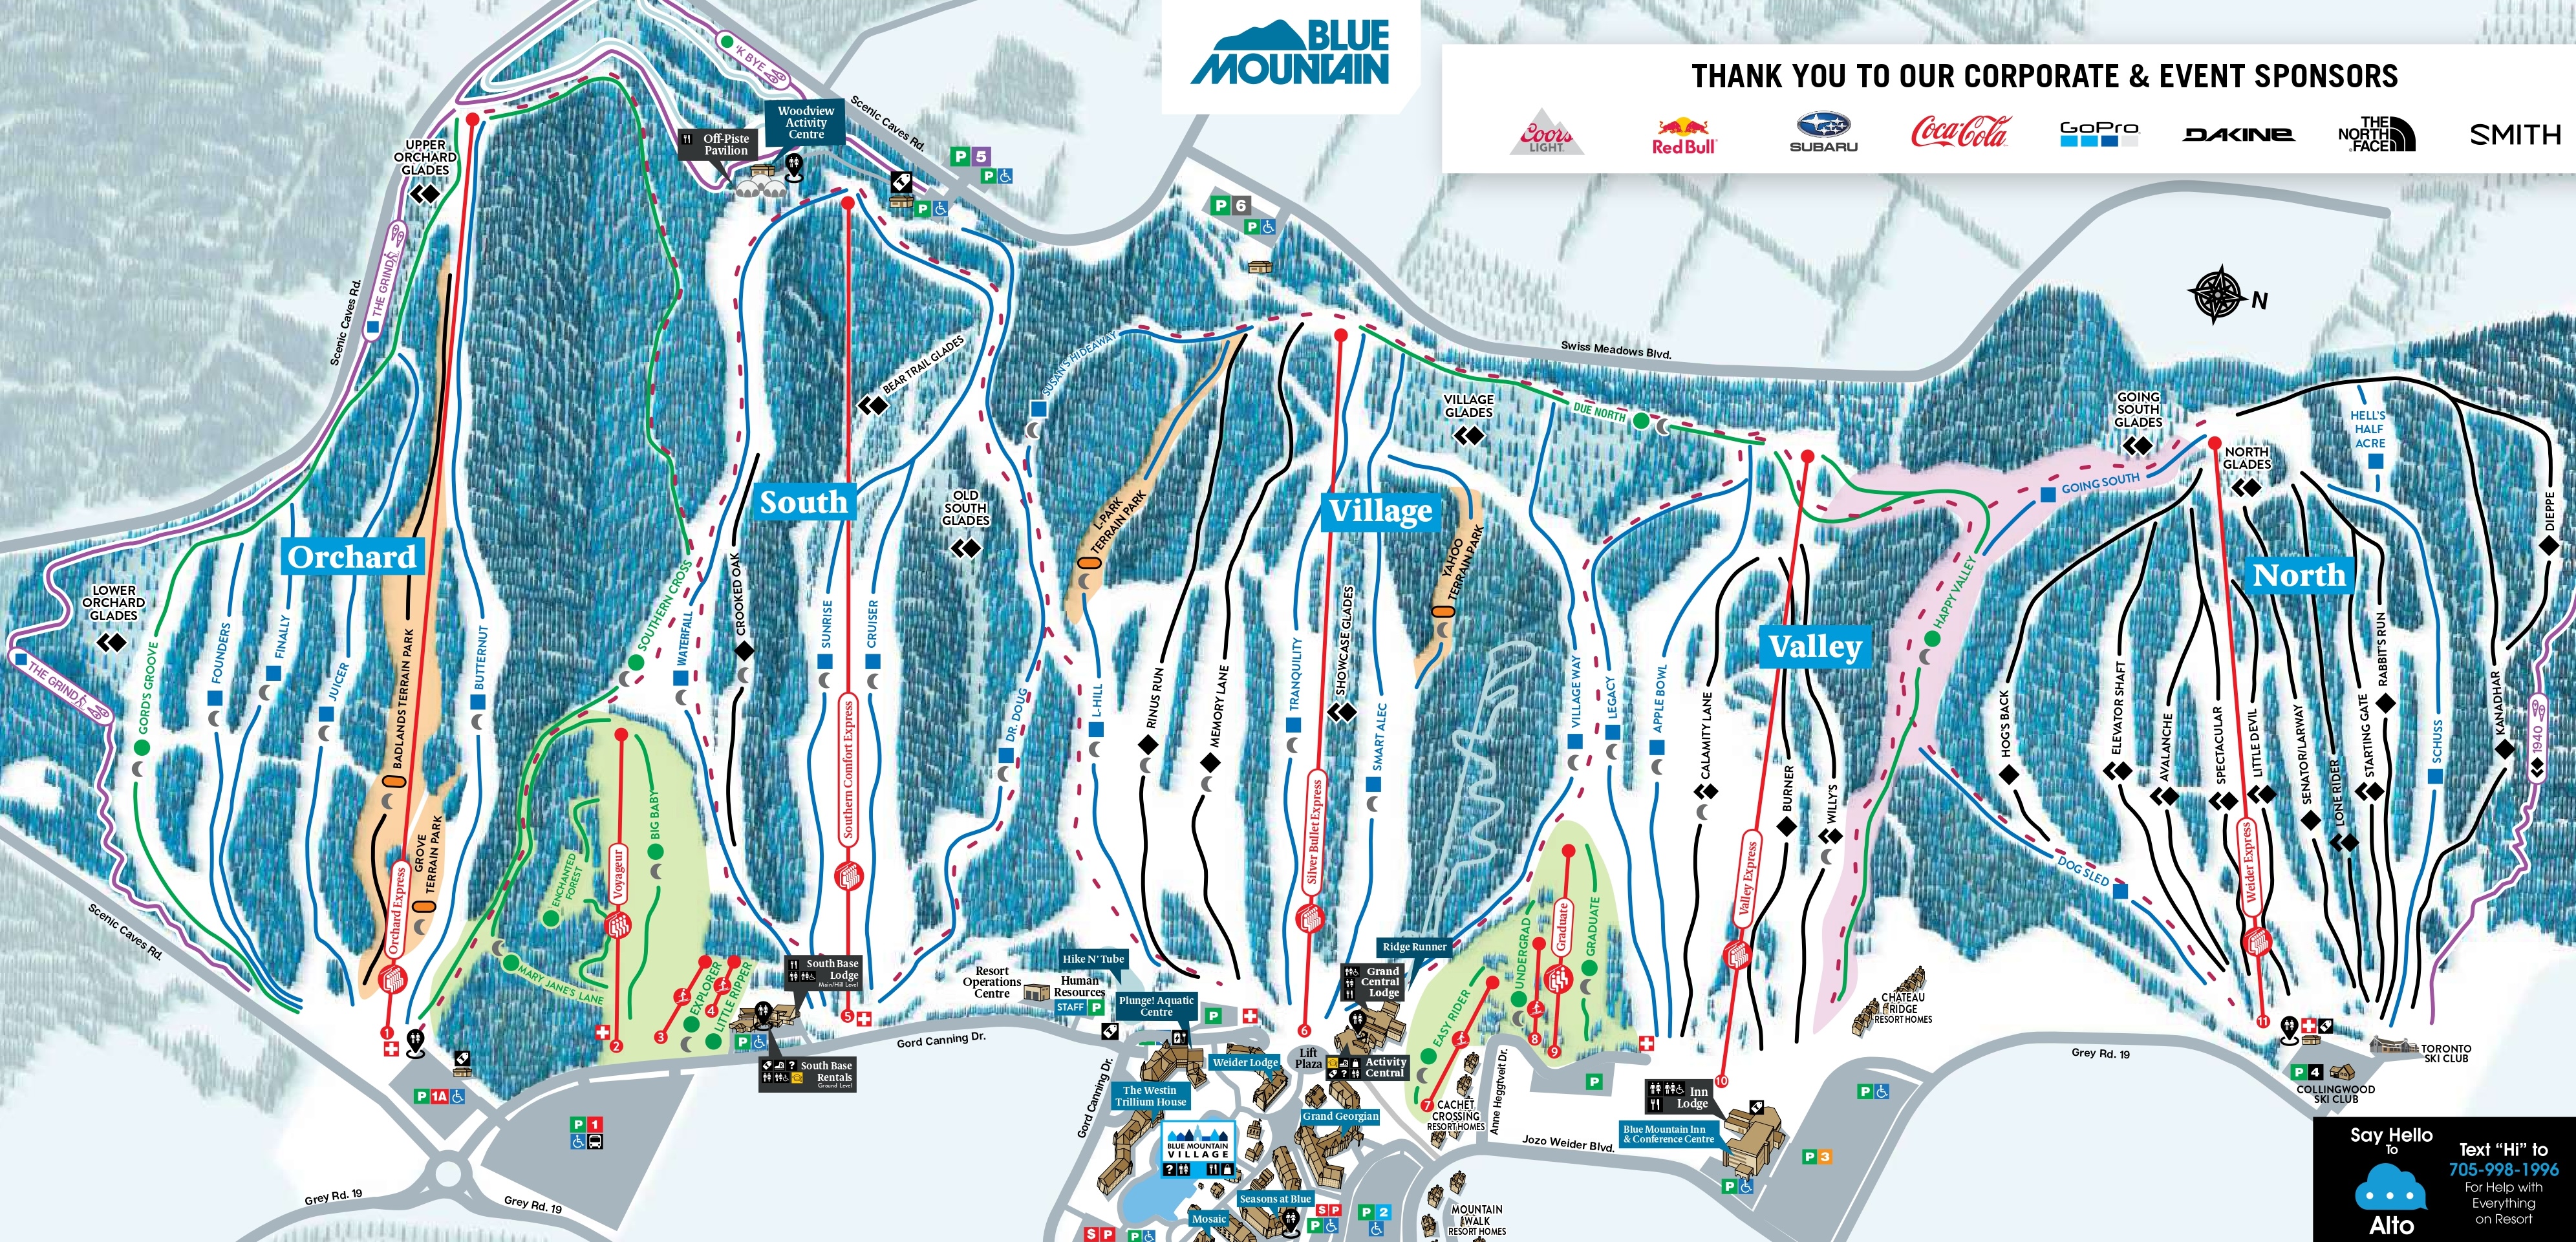 BLUE
MOUNTAIN
THANK YOU TO OUR CORPORATE & EVENT SPONSORS
Coors
LIGHT
Red Bull
SUBARU
Coca-Cola
GoPro
DAKINE
THE
NORTH
FACE
SMITH
'K BYE
Scenic Caves Rd.
Woodview
Activity
Centre
Off-Piste
Pavilion
P 5
P
P
P 6
P
UPPER
ORCHARD
GLADES
THE GRIND
Scenic Caves Rd.
Swiss Meadows Blvd.
N
SUSAN'S HIDEAWAY
BEAR TRAIL GLADES
VILLAGE
GLADES
DUE NORTH
GOING
SOUTH
GLADES
HELL'S
HALF
ACRE
NORTH
GLADES
GOING SOUTH
DIEPPE
Orchard
South
Village
Valley
North
OLD
SOUTH
GLADES
L-PARK
TERRAIN PARK
YAHOO
TERRAIN PARK
LOWER
ORCHARD
GLADES
THE GRIND
GORD'S GROOVE
FOUNDERS
FINALLY
JUICER
BADLANDS TERRAIN PARK
BUTTERNUT
SOUTHERN CROSS
WATERFALL
CROOKED OAK
SUNRISE
CRUISER
DR. DOUG
L-HILL
RINUS RUN
MEMORY LANE
TRANQUILITY
SHOWCASE GLADES
SMART ALEC
VILLAGE WAY
LEGACY
APPLE BOWL
CALAMITY LANE
BURNER
WILLY'S
HAPPY VALLEY
HOG'S BACK
ELEVATOR SHAFT
AVALANCHE
SPECTACULAR
LITTLE DEVIL
SENATOR/LARWAY
LONE RIDER
STARTING GATE
RABBIT'S RUN
SCHUSS
KANADHAR
1940
GROVE
TERRAIN PARK
Orchard Express
ENCHANTED
FOREST
Voyageur
BIG BABY
MARY JANE'S LANE
EXPLORER
LITTLE RIPPER
Southern Comfort Express
Silver Bullet Express
EASY RIDER
UNDERGRAD
Graduate
GRADUATE
Valley Express
DOG SLED
Weider Express
Scenic Caves Rd.
1
2
3
4
5
6
7
8
9
10
11
South Base
Lodge
Main/Hill Level
South Base
Rentals
Ground Level
P
Resort
Operations
Centre
Human
Resources
STAFF P
Hike N' Tube
Plunge! Aquatic
Centre
P
Ridge Runner
Grand
Central
Lodge
Activity
Central
Lift
Plaza
Weider Lodge
The Westin
Trillium House
Grand Georgian
BLUE MOUNTAIN
VILLAGE
Seasons at Blue
Mosaic
S P
P
S P
P
P 2
CACHET
CROSSING
RESORT HOMES
MOUNTAIN
WALK
RESORT HOMES
Anne Heggtveit Dr.
Jozo Weider Blvd.
Gord Canning Dr.
Gord Canning Dr.
P
Inn
Lodge
Blue Mountain Inn
& Conference Centre
P
P 3
P
CHATEAU
RIDGE
RESORT HOMES
Grey Rd. 19
TORONTO
SKI CLUB
P 4
COLLINGWOOD
SKI CLUB
P 1A
P 1
Grey Rd. 19
Grey Rd. 19
Say Hello
To
Alto
Text “Hi” to
705-998-1996
For Help with
Everything
on Resort